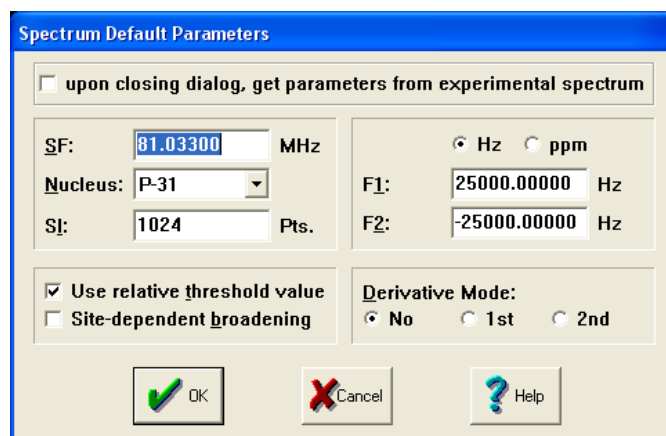 Spectrum Default Parameters
upon closing dialog, get parameters from experimental spectrum
SF: 81.03300 MHz
Nucleus: P-31
SI: 1024 Pts.
Hz ppm
F1: 25000.00000 Hz
F2: -25000.00000 Hz
Use relative threshold value
Site-dependent broadening
Derivative Mode:
No 1st 2nd
OK Cancel Help